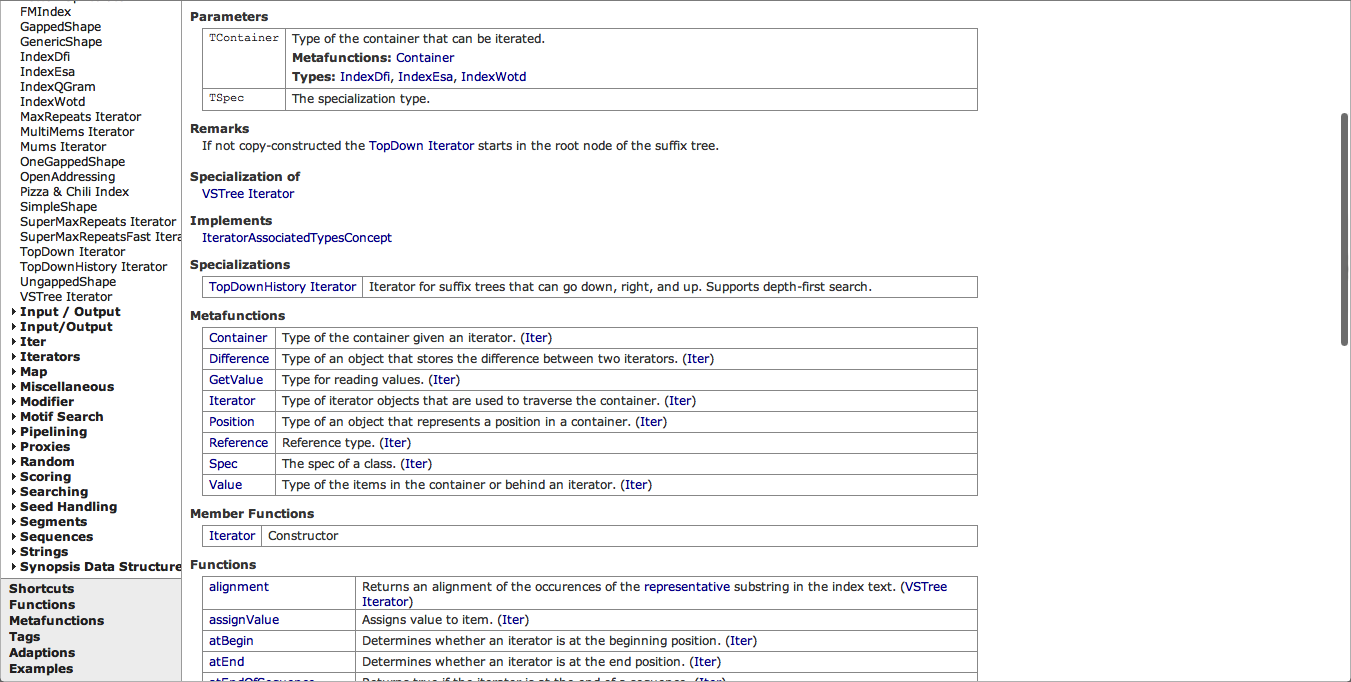 FMIndex
GappedShape
GenericShape
IndexDfi
IndexEsa
IndexQGram
IndexWotd
MaxRepeats Iterator
MultiMems Iterator
Mums Iterator
OneGappedShape
OpenAddressing
Pizza & Chili Index
SimpleShape
SuperMaxRepeats Iterator
SuperMaxRepeatsFast Itera
TopDown Iterator
TopDownHistory Iterator
UngappedShape
VSTree Iterator
Input / Output
Input/Output
Iter
Iterators
Map
Miscellaneous
Modifier
Motif Search
Pipelining
Proxies
Random
Scoring
Searching
Seed Handling
Segments
Sequences
Strings
Synopsis Data Structure
Shortcuts
Functions
Metafunctions
Tags
Adaptions
Examples
Parameters
TContainer Type of the container that can be iterated.
Metafunctions: Container
Types: IndexDfi, IndexEsa, IndexWotd
TSpec The specialization type.
Remarks
If not copy-constructed the TopDown Iterator starts in the root node of the suffix tree.
Specialization of
VSTree Iterator
Implements
IteratorAssociatedTypesConcept
Specializations
TopDownHistory Iterator Iterator for suffix trees that can go down, right, and up. Supports depth-first search.
Metafunctions
Container Type of the container given an iterator. (Iter)
Difference Type of an object that stores the difference between two iterators. (Iter)
GetValue Type for reading values. (Iter)
Iterator Type of iterator objects that are used to traverse the container. (Iter)
Position Type of an object that represents a position in a container. (Iter)
Reference Reference type. (Iter)
Spec The spec of a class. (Iter)
Value Type of the items in the container or behind an iterator. (Iter)
Member Functions
Iterator Constructor
Functions
alignment Returns an alignment of the occurences of the representative substring in the index text. (VSTree
Iterator)
assignValue Assigns value to item. (Iter)
atBegin Determines whether an iterator is at the beginning position. (Iter)
atEnd Determines whether an iterator is at the end position. (Iter)
atEndOfSequence Returns true if the iterator is at the end of a sequence. (Iter)